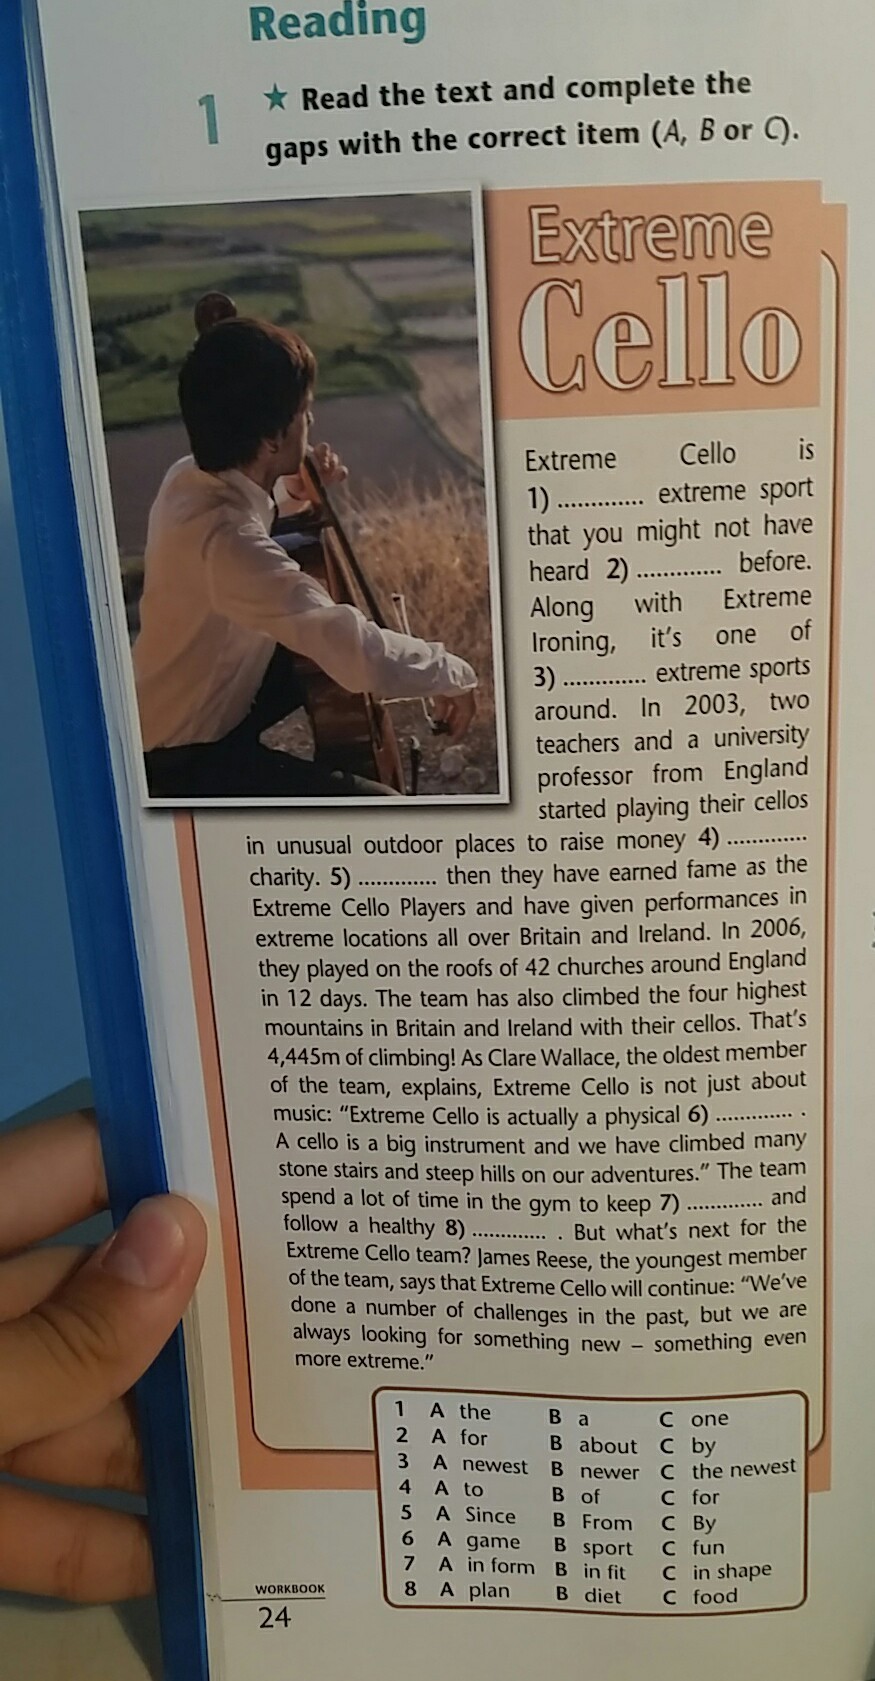 Reading
1 ★ Read the text and complete the
gaps with the correct item (A, B or C).
Extreme
Cello
Extreme Cello is
1) ............. extreme sport
that you might not have
heard 2) ............. before.
Along with Extreme
Ironing, it's one of
3) ............. extreme sports
around. In 2003, two
teachers and a university
professor from England
started playing their cellos
in unusual outdoor places to raise money 4) .............
charity. 5) ............. then they have earned fame as the
Extreme Cello Players and have given performances in
extreme locations all over Britain and Ireland. In 2006,
they played on the roofs of 42 churches around England
in 12 days. The team has also climbed the four highest
mountains in Britain and Ireland with their cellos. That's
4,445m of climbing! As Clare Wallace, the oldest member
of the team, explains, Extreme Cello is not just about
music: "Extreme Cello is actually a physical 6) ............. .
A cello is a big instrument and we have climbed many
stone stairs and steep hills on our adventures." The team
spend a lot of time in the gym to keep 7) ............. and
follow a healthy 8) ............. . But what's next for the
Extreme Cello team? James Reese, the youngest member
of the team, says that Extreme Cello will continue: "We've
done a number of challenges in the past, but we are
always looking for something new – something even
more extreme."
1 A the B a C one
2 A for B about C by
3 A newest B newer C the newest
4 A to B of C for
5 A Since B From C By
6 A game B sport C fun
7 A in form B in fit C in shape
8 A plan B diet C food
WORKBOOK
24